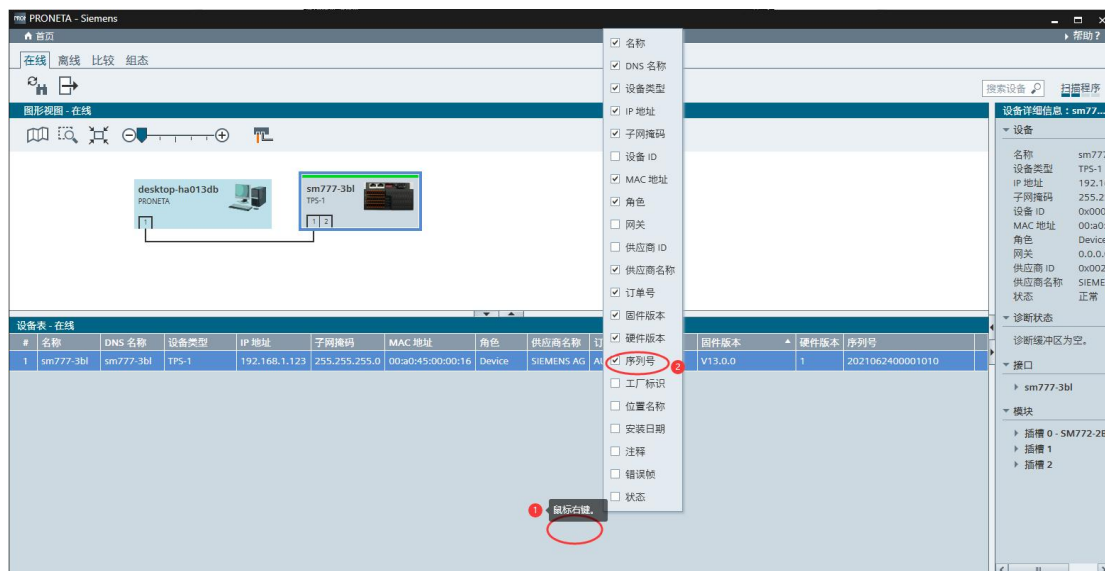 PRONETA - Siemens
首页
帮助?
在线 离线 比较 组态
搜索设备
扫描程序
图形视图 - 在线
desktop-ha013db
PRONETA
1
sm777-3bl
TPS-1
1 2
名称
DNS 名称
设备类型
IP 地址
子网掩码
设备 ID
MAC 地址
角色
网关
供应商 ID
供应商名称
订单号
固件版本
硬件版本
序列号
2
工厂标识
位置名称
安装日期
注释
错误帧
状态
1 鼠标右键。
设备表 - 在线
# 名称 DNS 名称 设备类型 IP 地址 子网掩码 MAC 地址 角色 供应商名称 订 固件版本 硬件版本 序列号
1 sm777-3bl sm777-3bl TPS-1 192.168.1.123 255.255.255.0 00:a0:45:00:00:16 Device SIEMENS AG V13.0.0 1 2021062400001010
设备详细信息:sm77...
设备
名称 sm777
设备类型 TPS-1
IP 地址 192.1
子网掩码 255.2
设备 ID 0x000
MAC 地址 00:a0:
角色 Device
网关 0.0.0.
供应商 ID 0x002
供应商名称 SIEME
状态 正常
诊断状态
诊断缓冲区为空。
接口
sm777-3bl
模块
插槽 0 - SM772-2B
插槽 1
插槽 2